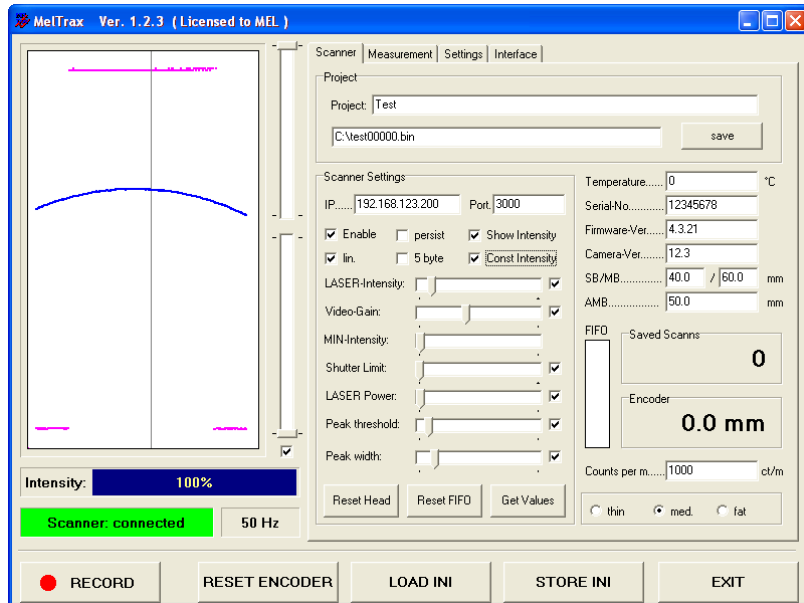 MelTrax Ver. 1.2.3 ( Licensed to MEL )
Scanner Measurement Settings Interface
Project
Project: Test
C:\test00000.bin save
Scanner Settings
IP...... 192.168.123.200 Port. 3000
Enable persist Show Intensity
lin. 5 byte Const Intensity
LASER-Intensity:
Video-Gain:
MIN-Intensity:
Shutter Limit:
LASER Power:
Peak threshold:
Peak width:
Reset Head Reset FIFO Get Values
Temperature...... 0 °C
Serial-No............ 12345678
Firmware-Ver..... 4.3.21
Camera-Ver....... 12.3
SB/MB............... 40.0 / 60.0 mm
AMB................. 50.0 mm
FIFO
Saved Scanns
0
Encoder
0.0 mm
Counts per m..... 1000 ct/m
thin med. fat
Intensity: 100%
Scanner: connected 50 Hz
RECORD RESET ENCODER LOAD INI STORE INI EXIT